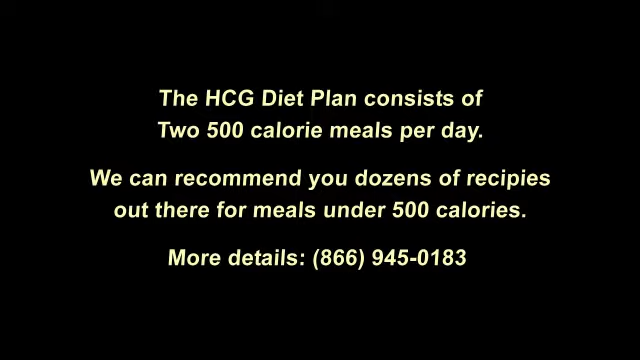 The HCG Diet Plan consists of
Two 500 calorie meals per day.
We can recommend you dozens of recipies
out there for meals under 500 calories.
More details: (866) 945-0183